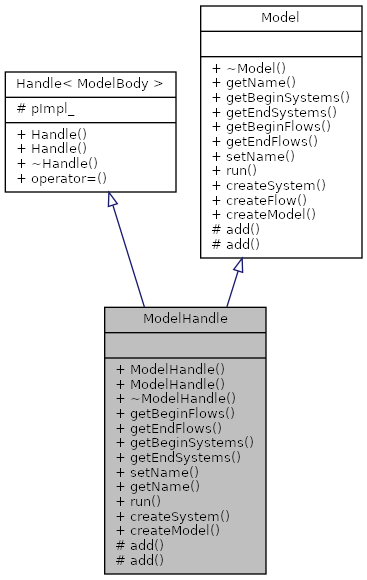 Model
+ ~Model()
+ getName()
+ getBeginSystems()
+ getEndSystems()
+ getBeginFlows()
+ getEndFlows()
+ setName()
+ run()
+ createSystem()
+ createFlow()
+ createModel()
# add()
# add()
Handle< ModelBody >
# pImpl_
+ Handle()
+ Handle()
+ ~Handle()
+ operator=()
ModelHandle
+ ModelHandle()
+ ModelHandle()
+ ~ModelHandle()
+ getBeginFlows()
+ getEndFlows()
+ getBeginSystems()
+ getEndSystems()
+ setName()
+ getName()
+ run()
+ createSystem()
+ createModel()
# add()
# add()